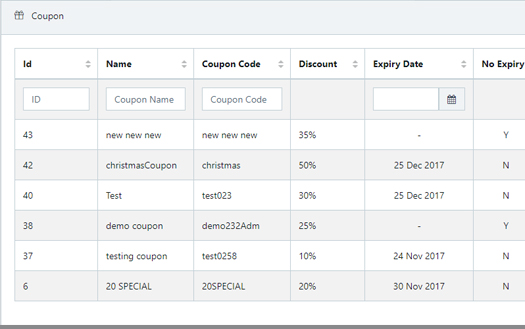 Coupon
Id Name Coupon Code Discount Expiry Date No Expiry
ID Coupon Name Coupon Code
43 new new new new new new 35% - Y
42 christmasCoupon christmas 50% 25 Dec 2017 N
40 Test test023 30% 25 Dec 2017 N
38 demo coupon demo232Adm 25% - Y
37 testing coupon test0258 10% 24 Nov 2017 N
6 20 SPECIAL 20SPECIAL 20% 30 Nov 2017 N